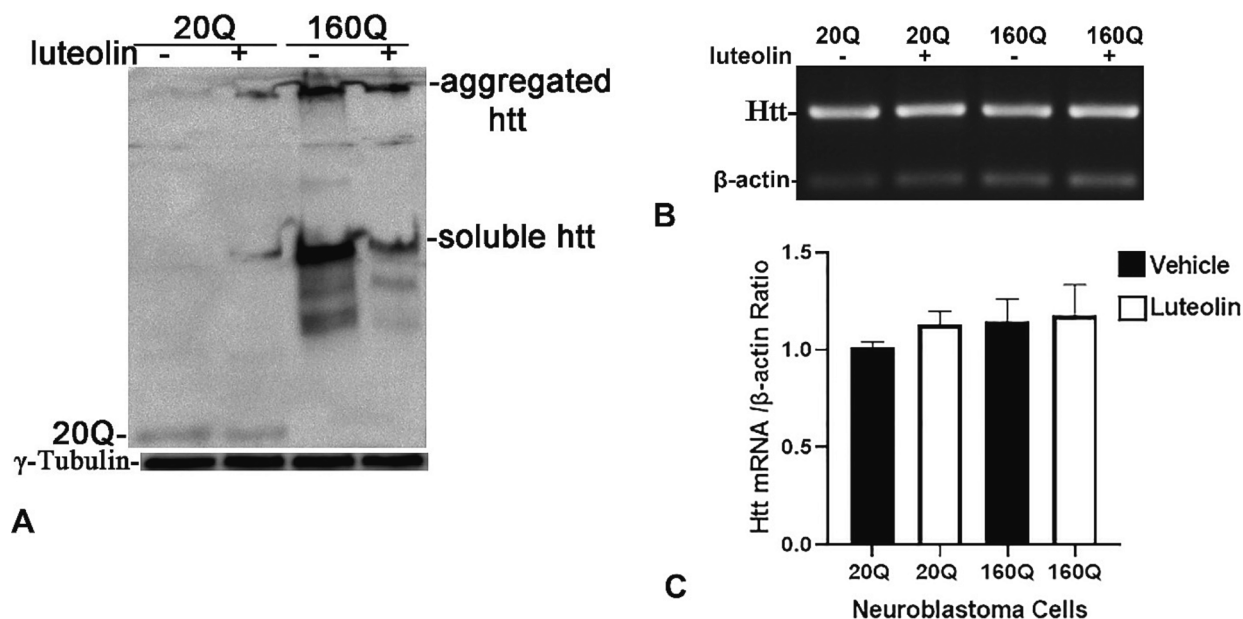 20Q 160Q
luteolin - + - +
-aggregated
htt
-soluble htt
20Q-
γ-Tubulin-
A
20Q 20Q 160Q 160Q
luteolin - + - +
Htt-
β-actin-
B
1.5
1.0
0.5
0.0
Htt mRNA /β-actin Ratio
Vehicle
Luteolin
20Q 20Q 160Q 160Q
Neuroblastoma Cells
C